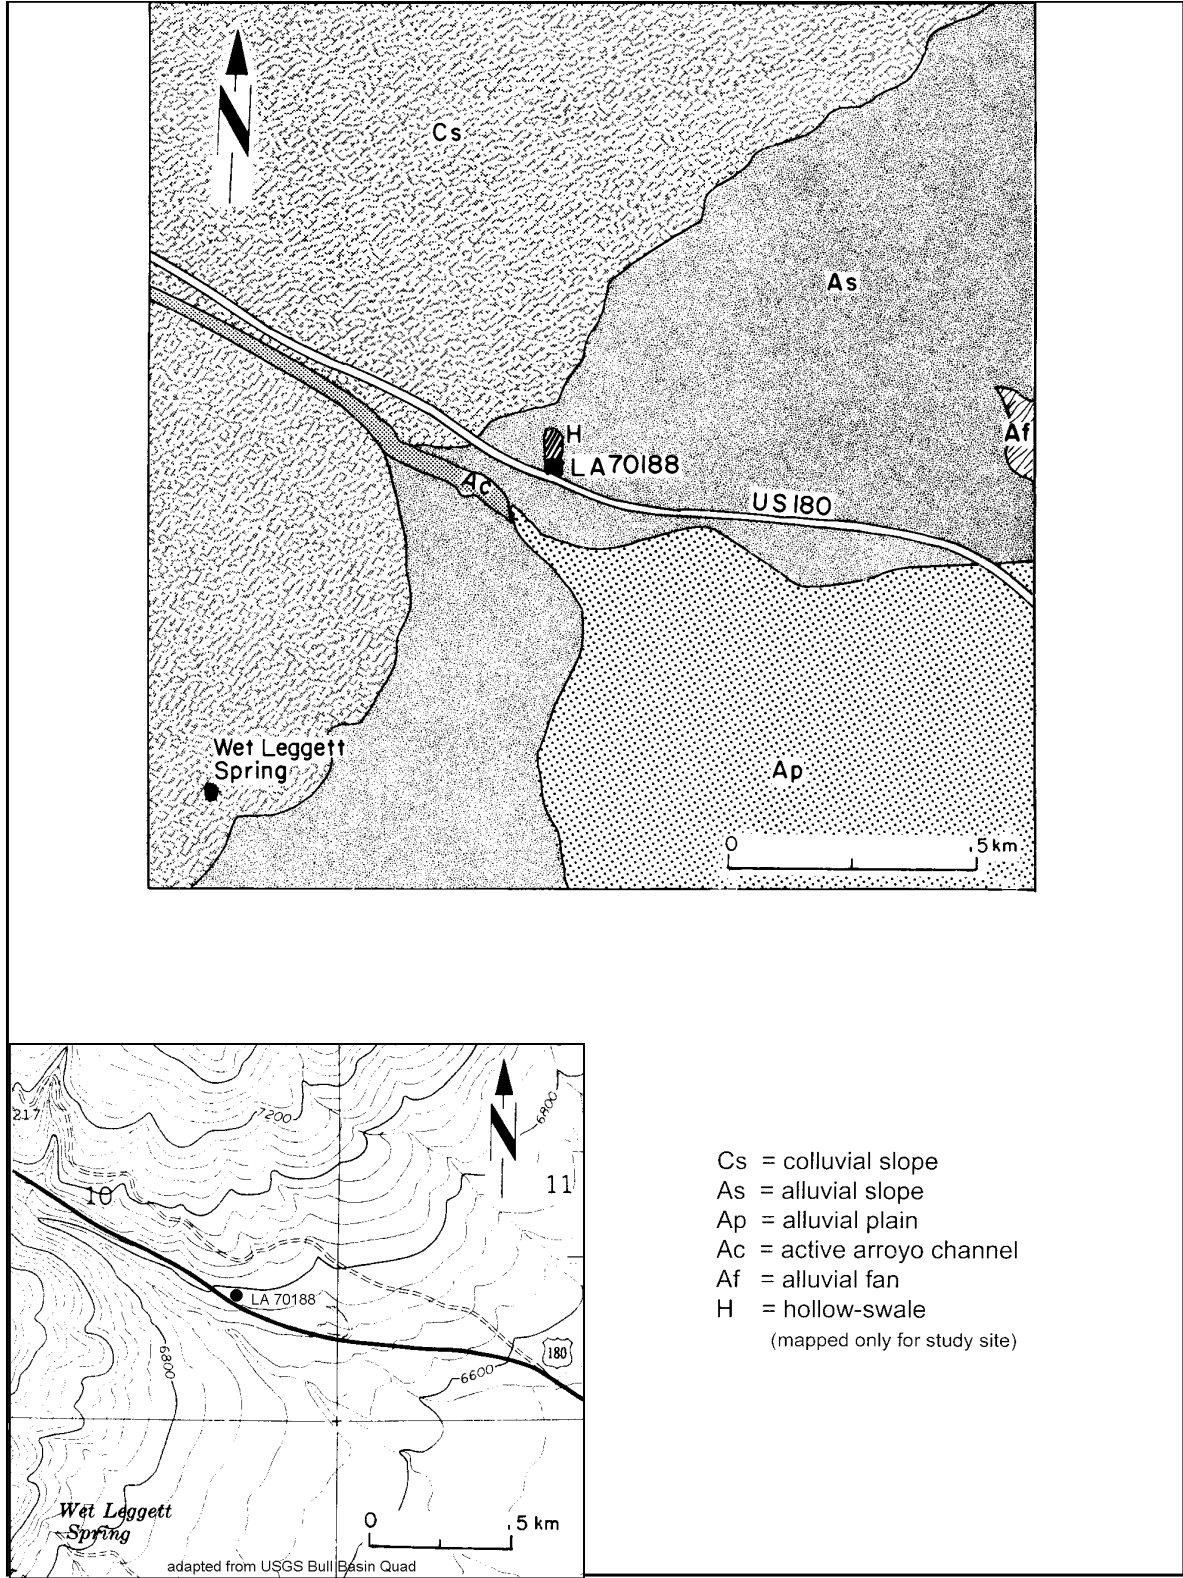 N
Cs
As
Af
H
LA 70188
Ac
US 180
Wet Leggett
Spring
Ap
0 .5 km
217
7200
N
6800
10
11
LA 70188
6800
180
6600
Wet Leggett
Spring
0 .5 km
adapted from USGS Bull Basin Quad
Cs = colluvial slope
As = alluvial slope
Ap = alluvial plain
Ac = active arroyo channel
Af = alluvial fan
H = hollow-swale
(mapped only for study site)